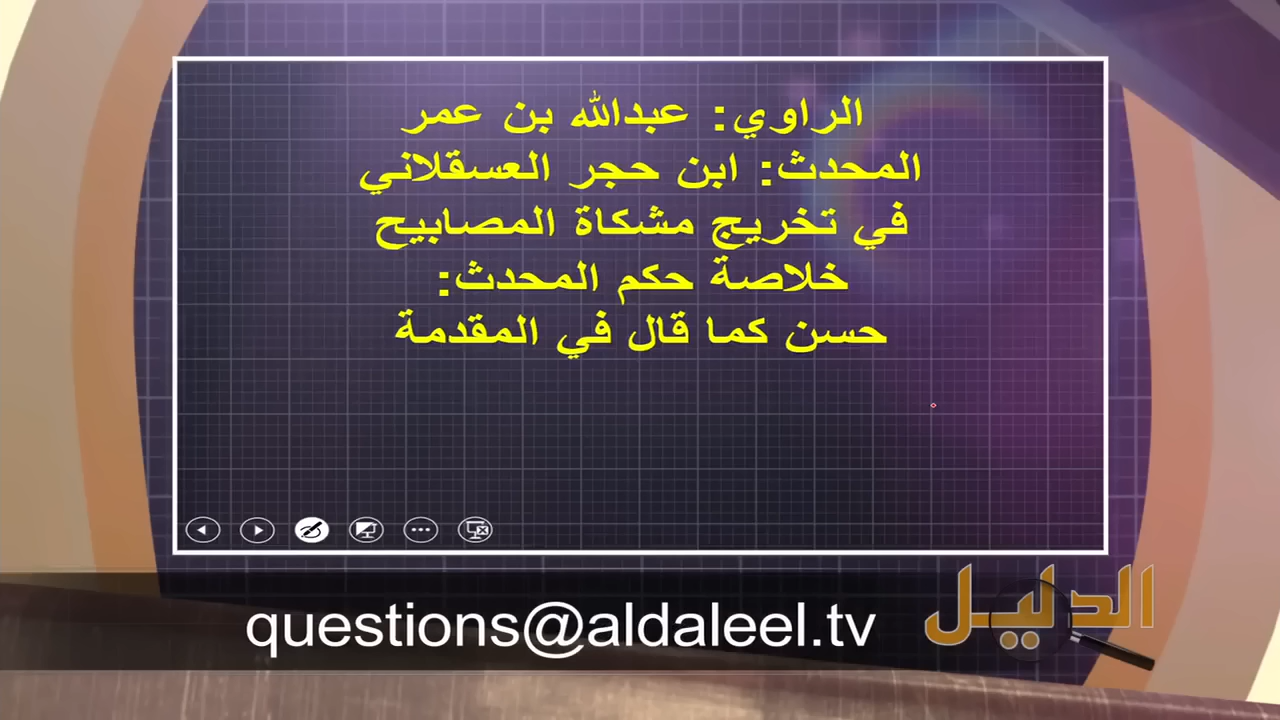 الراوي: عبدالله بن عمر
المحدث: ابن حجر العسقلاني
في تخريج مشكاة المصابيح
خلاصة حكم المحدث:
حسن كما قال في المقدمة
questions@aldaleel.tv
الدليل